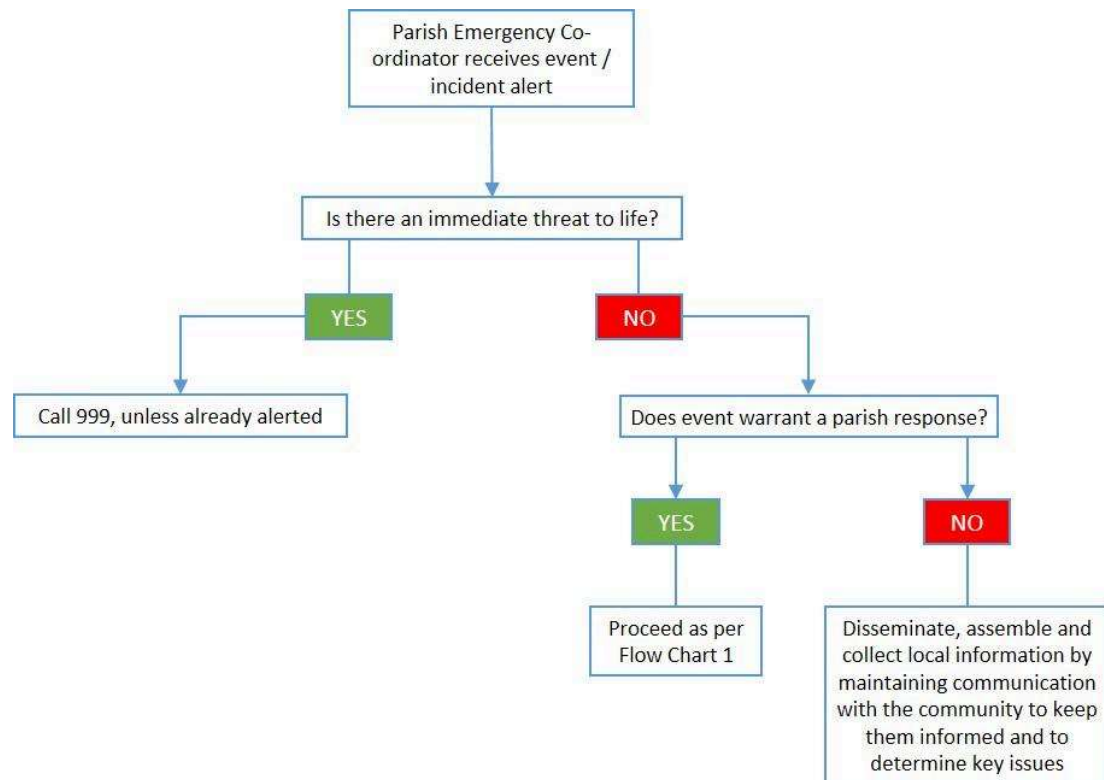 Parish Emergency Co-
ordinator receives event /
incident alert
Is there an immediate threat to life?
YES
NO
Call 999, unless already alerted
Does event warrant a parish response?
YES
NO
Proceed as per
Flow Chart 1
Disseminate, assemble and
collect local information by
maintaining communication
with the community to keep
them informed and to
determine key issues